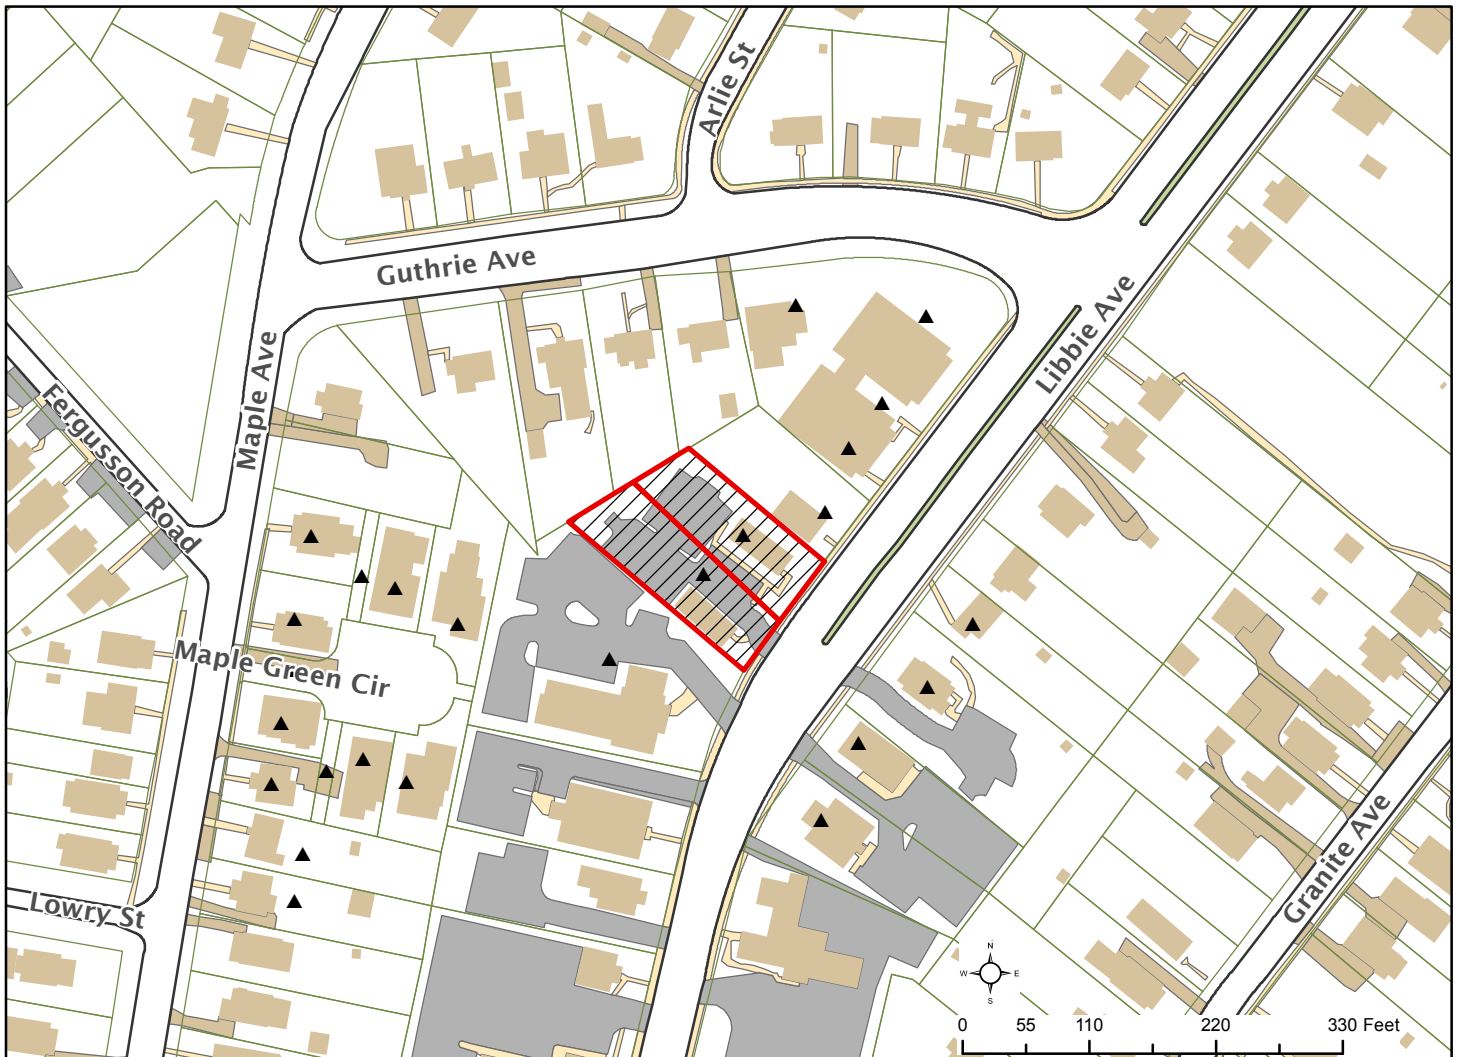 Arlie St
Guthrie Ave
Libbie Ave
Maple Ave
Fergusson Road
Maple Green Cir
Granite Ave
Lowry St
N
W E
S
0 55 110 220 330 Feet